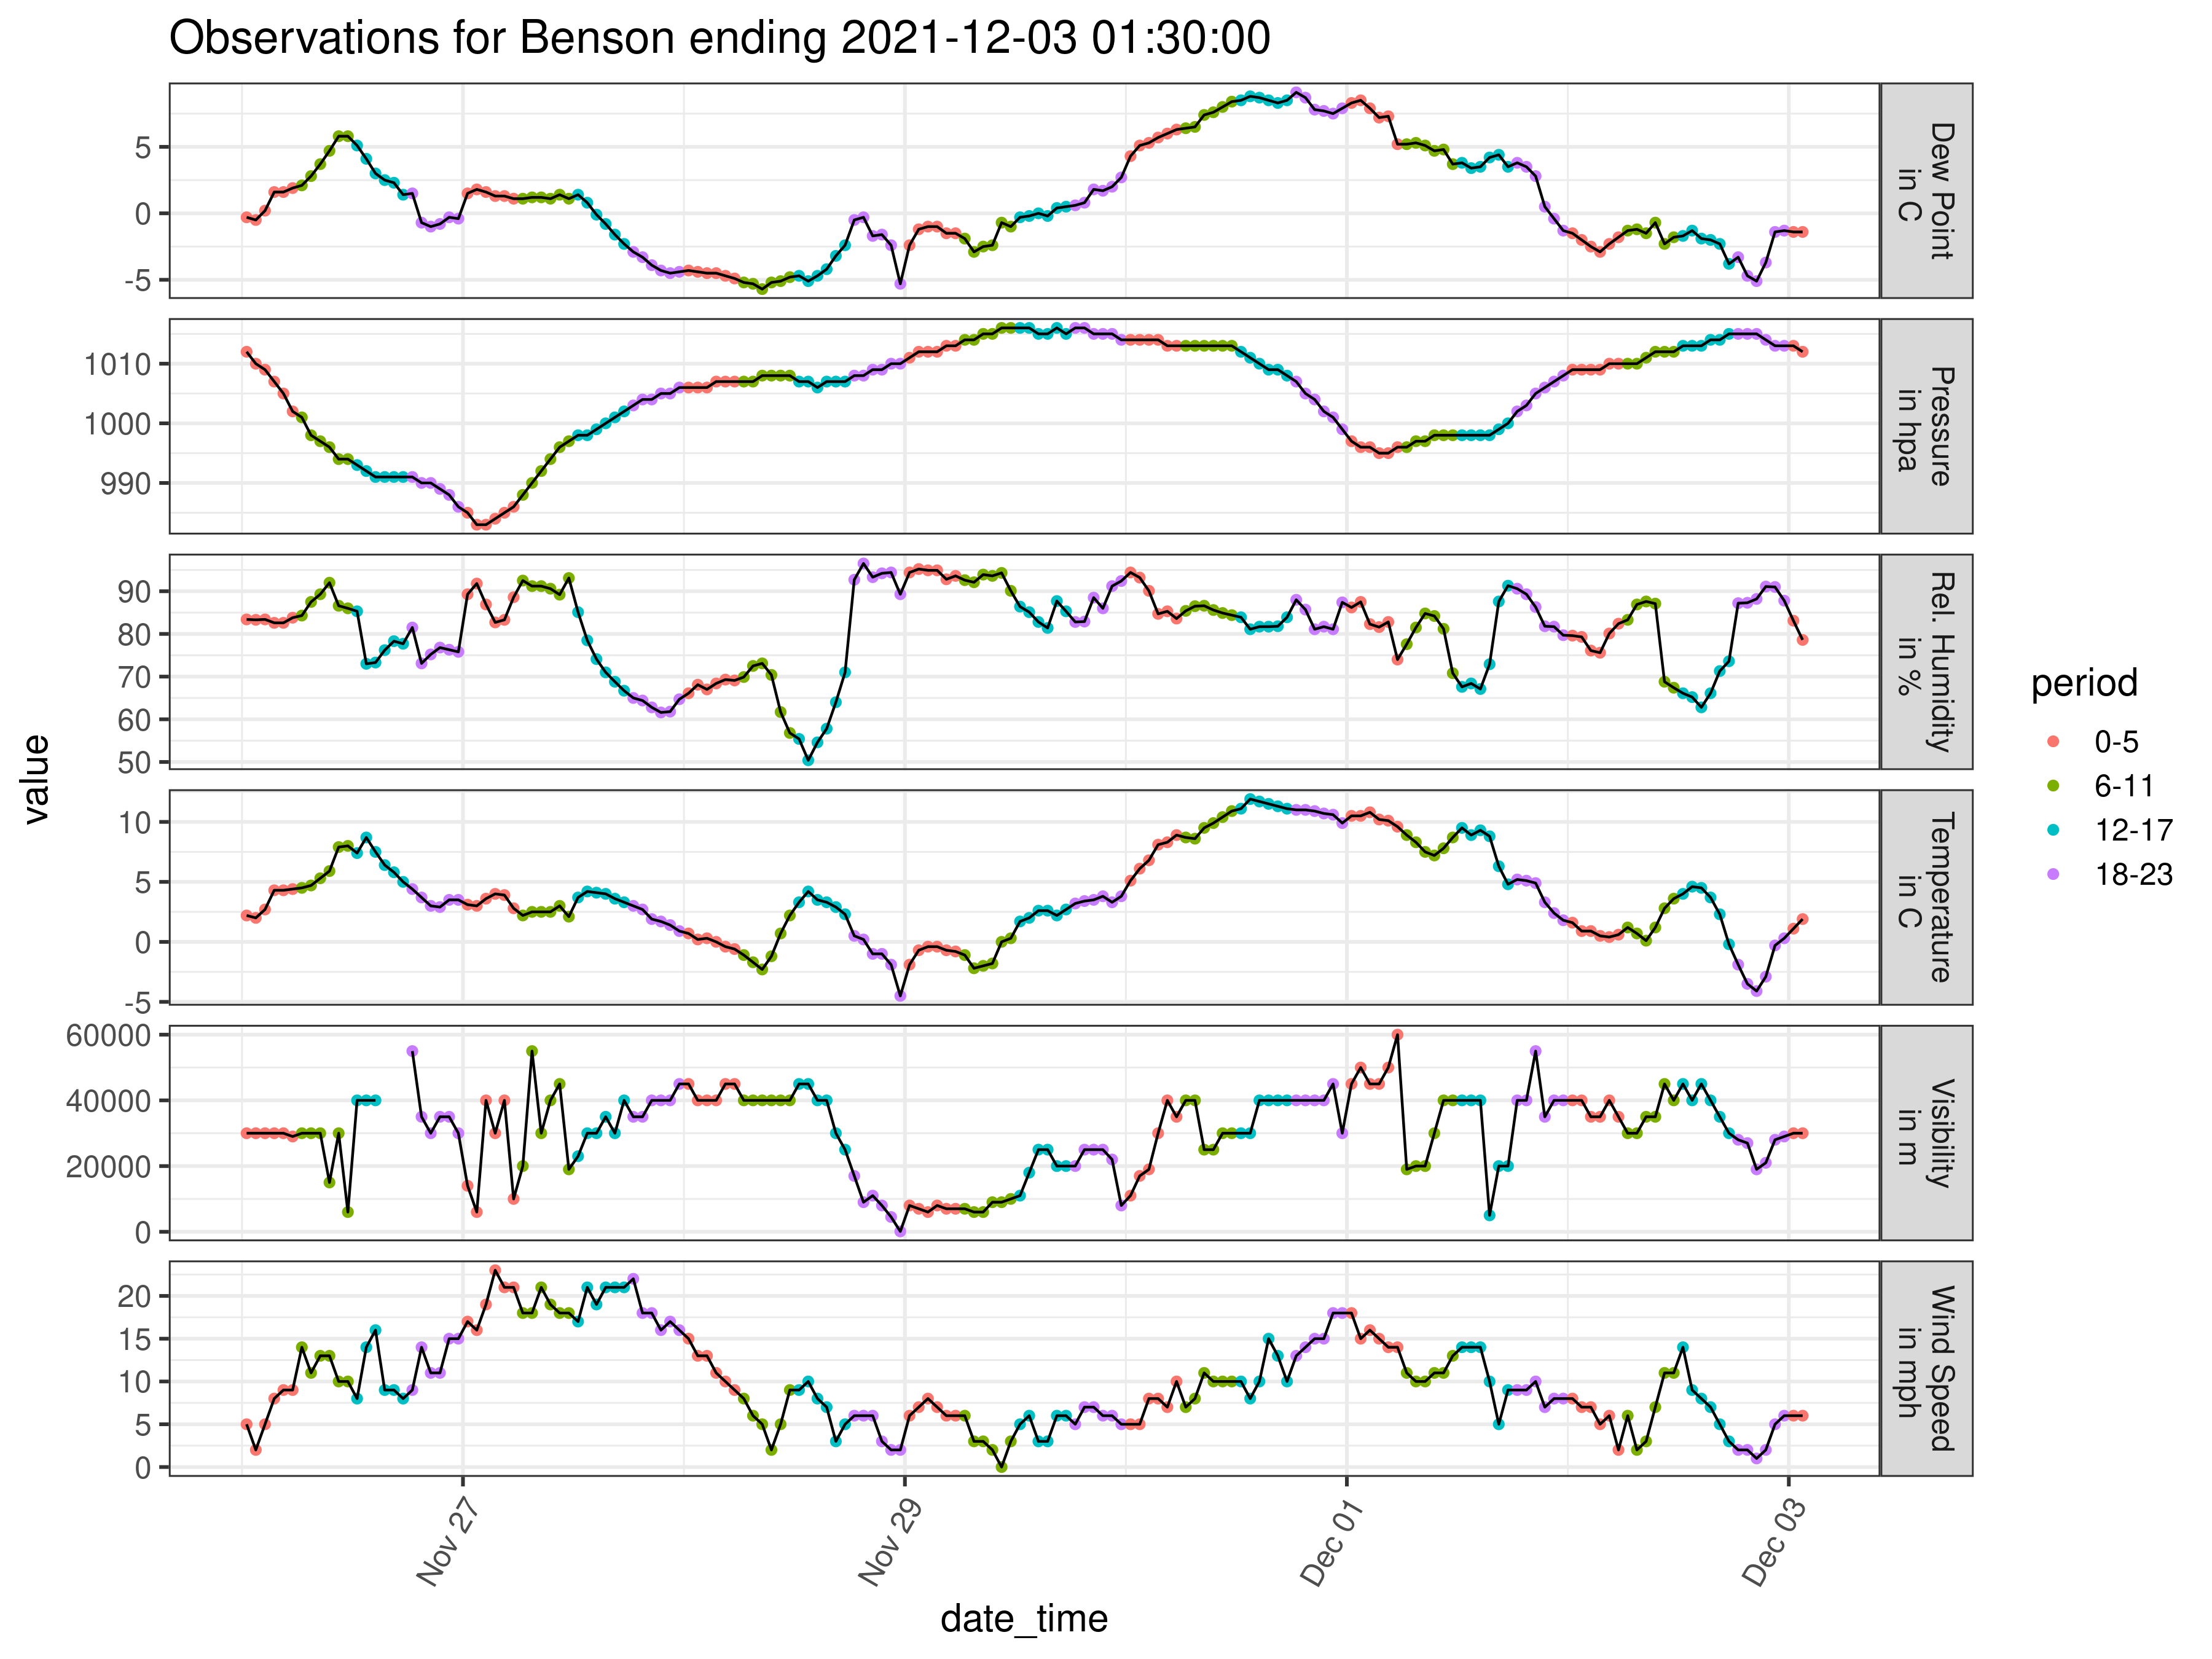 Observations for Benson ending 2021-12-03 01:30:00
value
5
0
-5
Dew Point
in C
1010
1000
990
Pressure
in hpa
90
80
70
60
50
Rel. Humidity
in %
10
5
0
-5
Temperature
in C
60000
40000
20000
0
Visibility
in m
20
15
10
5
0
Wind Speed
in mph
Nov 27
Nov 29
Dec 01
Dec 03
date_time
period
0-5
6-11
12-17
18-23